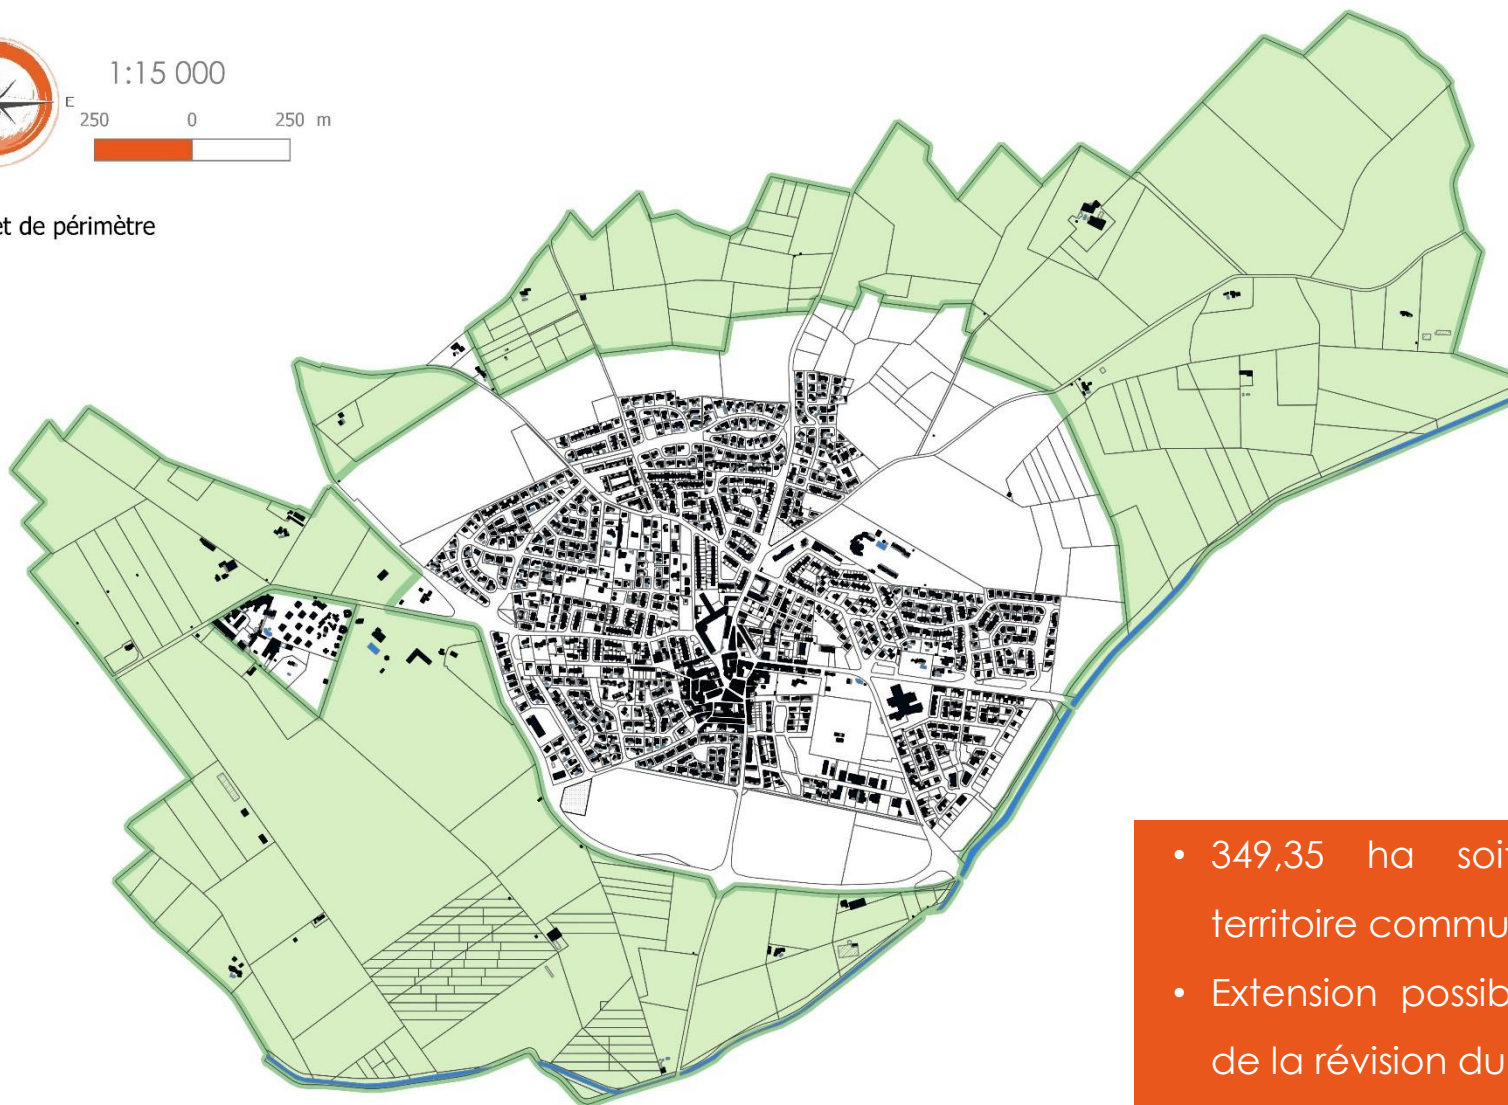 1:15 000
E
250 0 250 m
et de périmètre
• 349,35 ha soit
territoire commu
• Extension possib
de la révision du